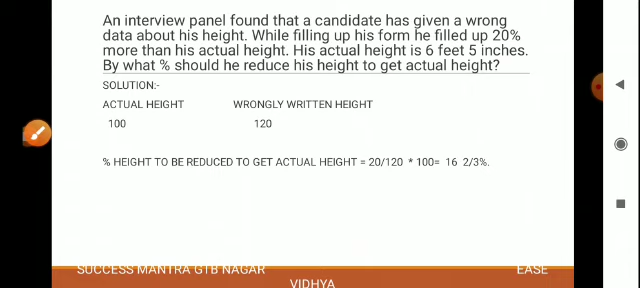 An interview panel found that a candidate has given a wrong
data about his height. While filling up his form he filled up 20%
more than his actual height. His actual height is 6 feet 5 inches.
By what % should he reduce his height to get actual height?
SOLUTION:-
ACTUAL HEIGHT WRONGLY WRITTEN HEIGHT
100 120
% HEIGHT TO BE REDUCED TO GET ACTUAL HEIGHT = 20/120 * 100= 16 2/3%.
SUCCESS MANTRA GTB NAGAR EASE
VIDHYA